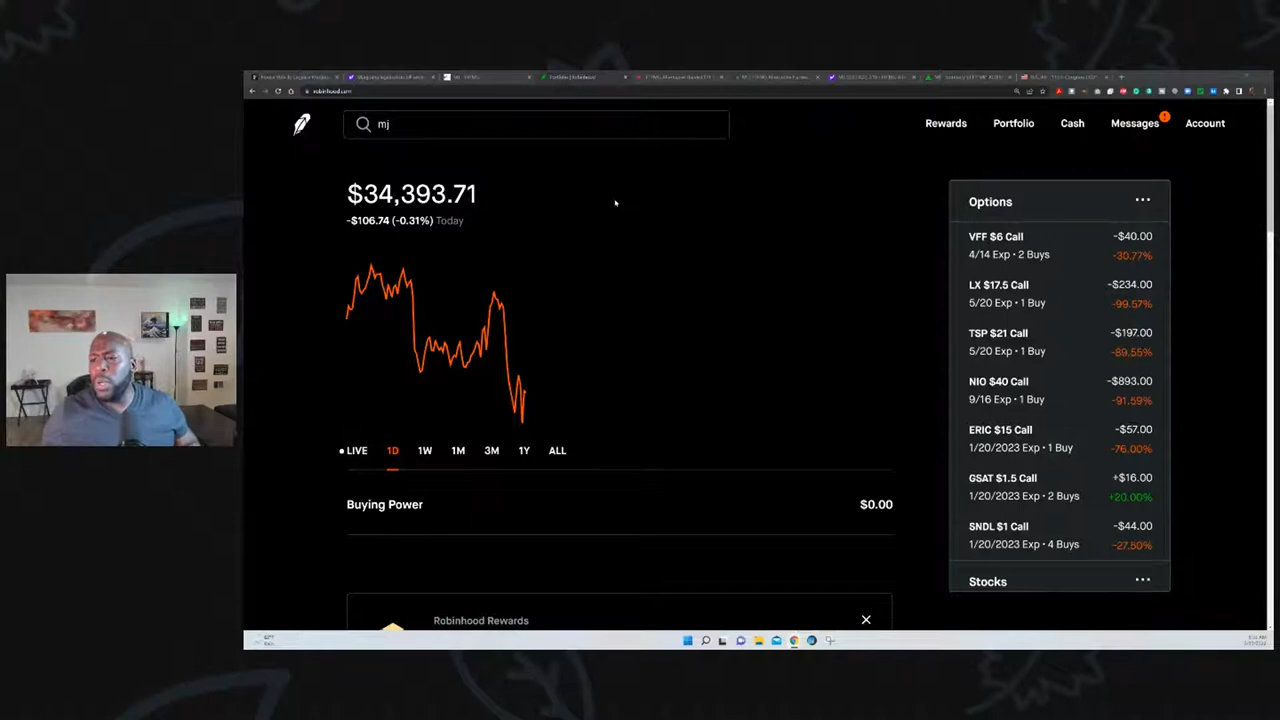 robinhood.com
mj
Rewards
Portfolio
Cash
Messages
Account
$34,393.71
-$106.74 (-0.31%) Today
LIVE 1D 1W 1M 3M 1Y ALL
Buying Power $0.00
Robinhood Rewards
Options
VFF $6 Call -$40.00
4/14 Exp • 2 Buys -30.77%
LX $17.5 Call -$234.00
5/20 Exp • 1 Buy -99.57%
TSP $21 Call -$197.00
5/20 Exp • 1 Buy -89.55%
NIO $40 Call -$893.00
9/16 Exp • 1 Buy -91.59%
ERIC $15 Call -$57.00
1/20/2023 Exp • 1 Buy -76.00%
GSAT $1.5 Call +$16.00
1/20/2023 Exp • 2 Buys +20.00%
SNDL $1 Call -$44.00
1/20/2023 Exp • 4 Buys -27.50%
Stocks